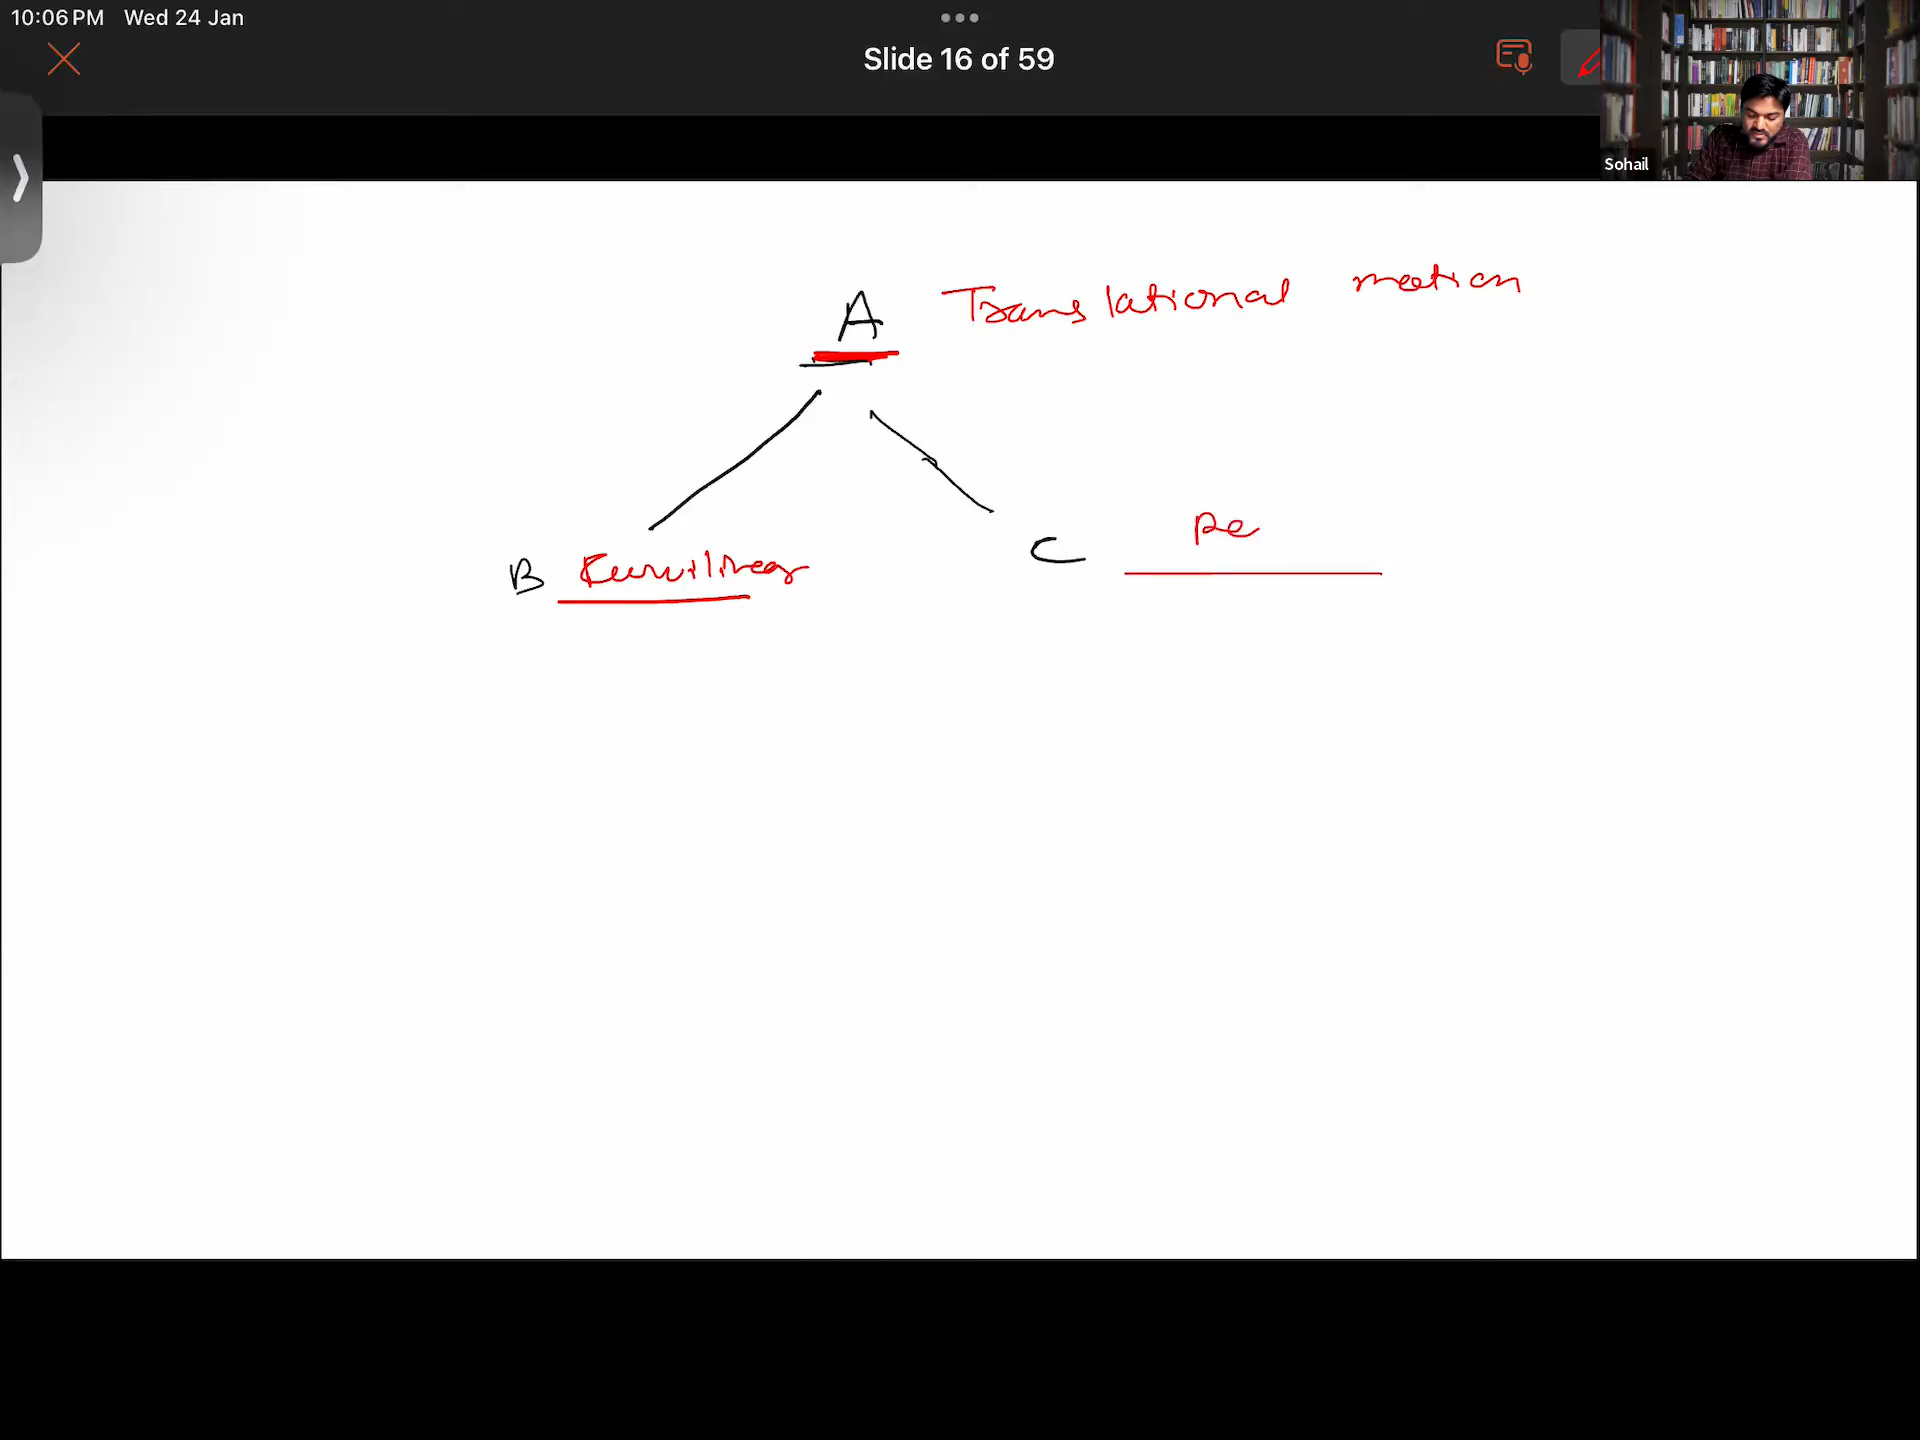 10:06 PM Wed 24 Jan
Slide 16 of 59
Sohail
A Translational motion
B Curvilinear
C Re